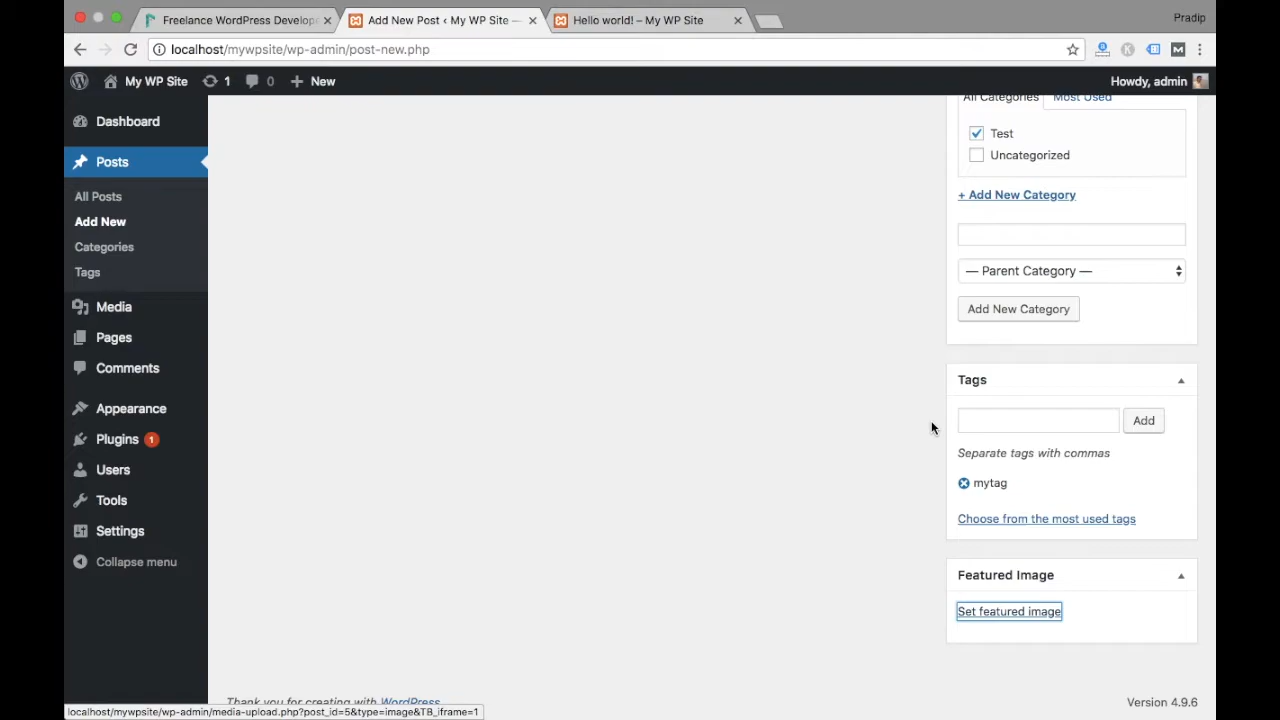 Freelance WordPress Develope
Add New Post ‹ My WP Site —
Hello world! – My WP Site
Pradip
localhost/mywpsite/wp-admin/post-new.php
My WP Site
1
0
New
Howdy, admin
Dashboard
Posts
All Posts
Add New
Categories
Tags
Media
Pages
Comments
Appearance
Plugins 1
Users
Tools
Settings
Collapse menu
All Categories
Most Used
Test
Uncategorized
+ Add New Category
— Parent Category —
Add New Category
Tags
Add
Separate tags with commas
mytag
Choose from the most used tags
Featured Image
Set featured image
Thank you for creating with WordPress
Version 4.9.6
localhost/mywpsite/wp-admin/media-upload.php?post_id=5&type=image&TB_iframe=1